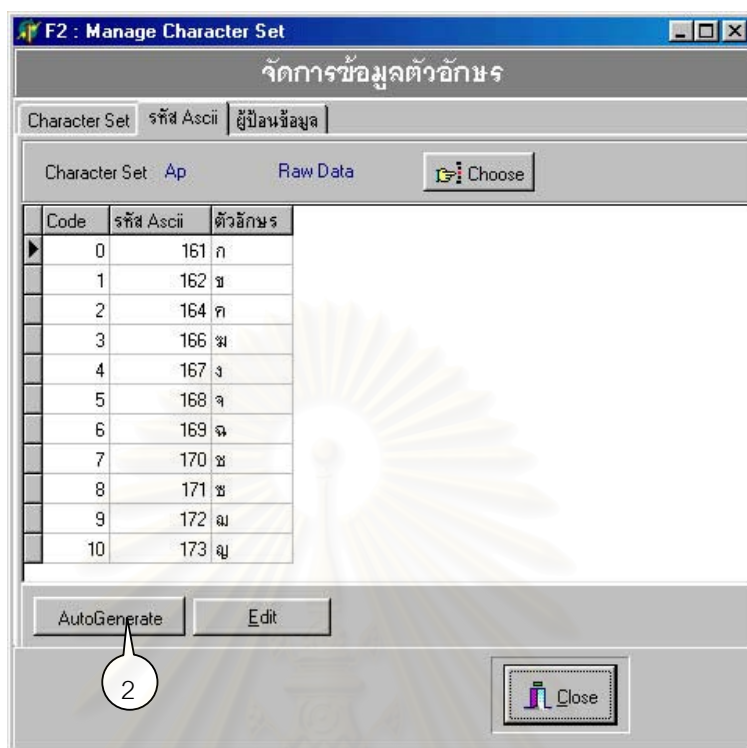 F2 : Manage Character Set
จัดการข้อมูลตัวอักษร
Character Set รหัส Ascii ผู้ป้อนข้อมูล
Character Set Ap Raw Data Choose
Code รหัส Ascii ตัวอักษร
0 161 ก
1 162 ข
2 164 ค
3 166 ฆ
4 167 ง
5 168 จ
6 169 ฉ
7 170 ช
8 171 ซ
9 172 ฌ
10 173 ญ
AutoGenerate Edit
2
Close